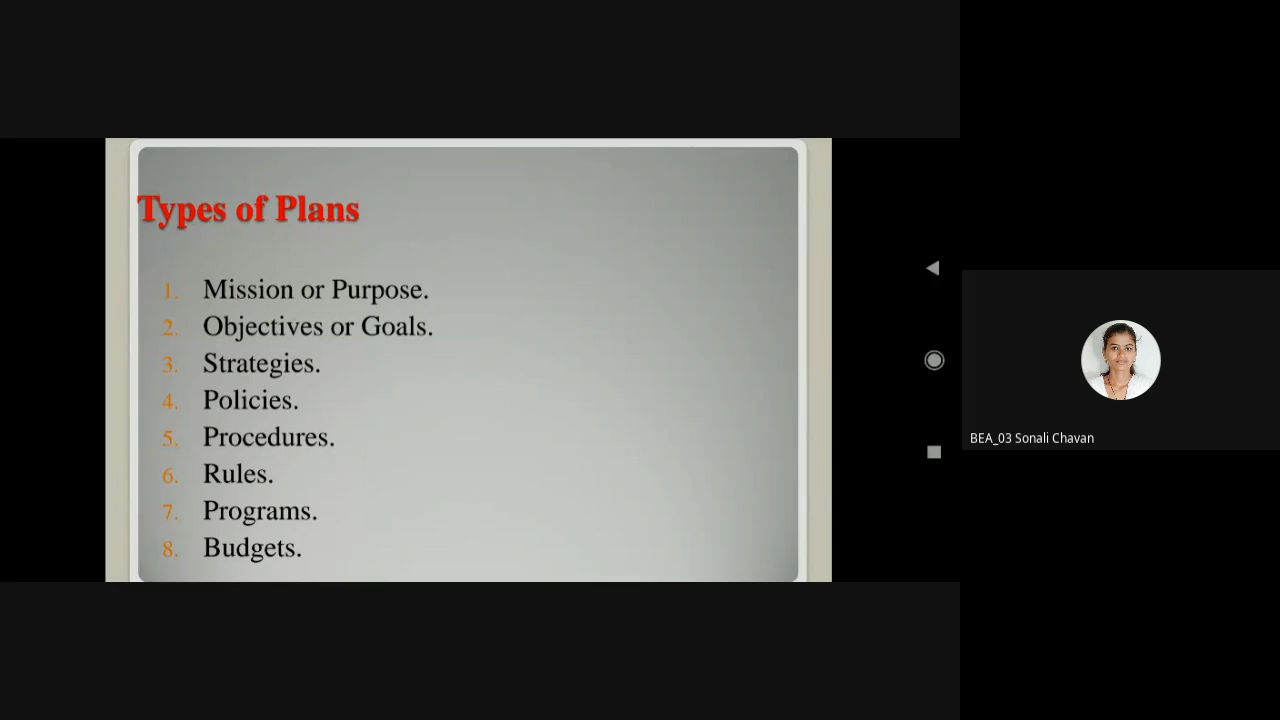 Types of Plans
1. Mission or Purpose.
2. Objectives or Goals.
3. Strategies.
4. Policies.
5. Procedures.
6. Rules.
7. Programs.
8. Budgets.
BEA_03 Sonali Chavan